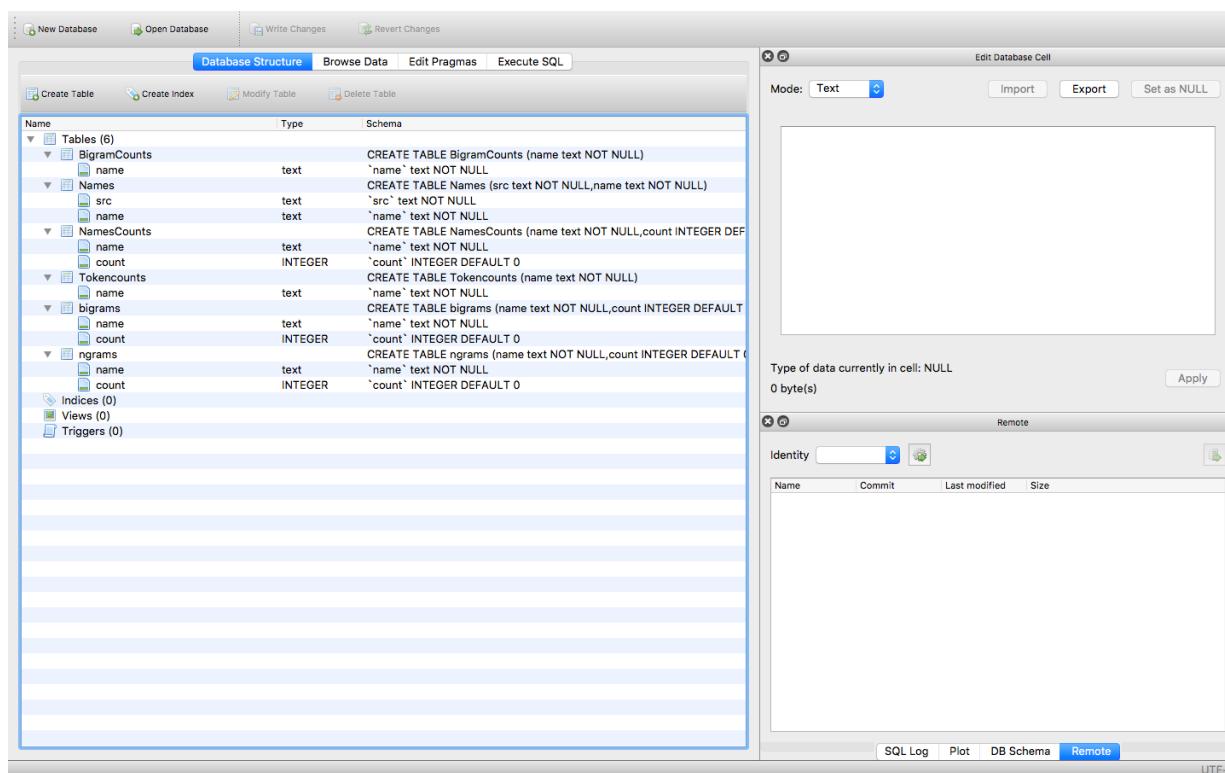 New Database Open Database Write Changes Revert Changes
Database Structure Browse Data Edit Pragmas Execute SQL
Create Table Create Index Modify Table Delete Table
Name Type Schema
Tables (6)
BigramCounts CREATE TABLE BigramCounts (name text NOT NULL)
name text `name` text NOT NULL
Names CREATE TABLE Names (src text NOT NULL,name text NOT NULL)
src text `src` text NOT NULL
name text `name` text NOT NULL
NamesCounts CREATE TABLE NamesCounts (name text NOT NULL,count INTEGER DEF
name text `name` text NOT NULL
count INTEGER `count` INTEGER DEFAULT 0
Tokencounts CREATE TABLE Tokencounts (name text NOT NULL)
name text `name` text NOT NULL
bigrams CREATE TABLE bigrams (name text NOT NULL,count INTEGER DEFAULT
name text `name` text NOT NULL
count INTEGER `count` INTEGER DEFAULT 0
ngrams CREATE TABLE ngrams (name text NOT NULL,count INTEGER DEFAULT (
name text `name` text NOT NULL
count INTEGER `count` INTEGER DEFAULT 0
Indices (0)
Views (0)
Triggers (0)
Edit Database Cell
Mode: Text Import Export Set as NULL
Type of data currently in cell: NULL
0 byte(s)
Apply
Remote
Identity
Name Commit Last modified Size
SQL Log Plot DB Schema Remote
UTF-